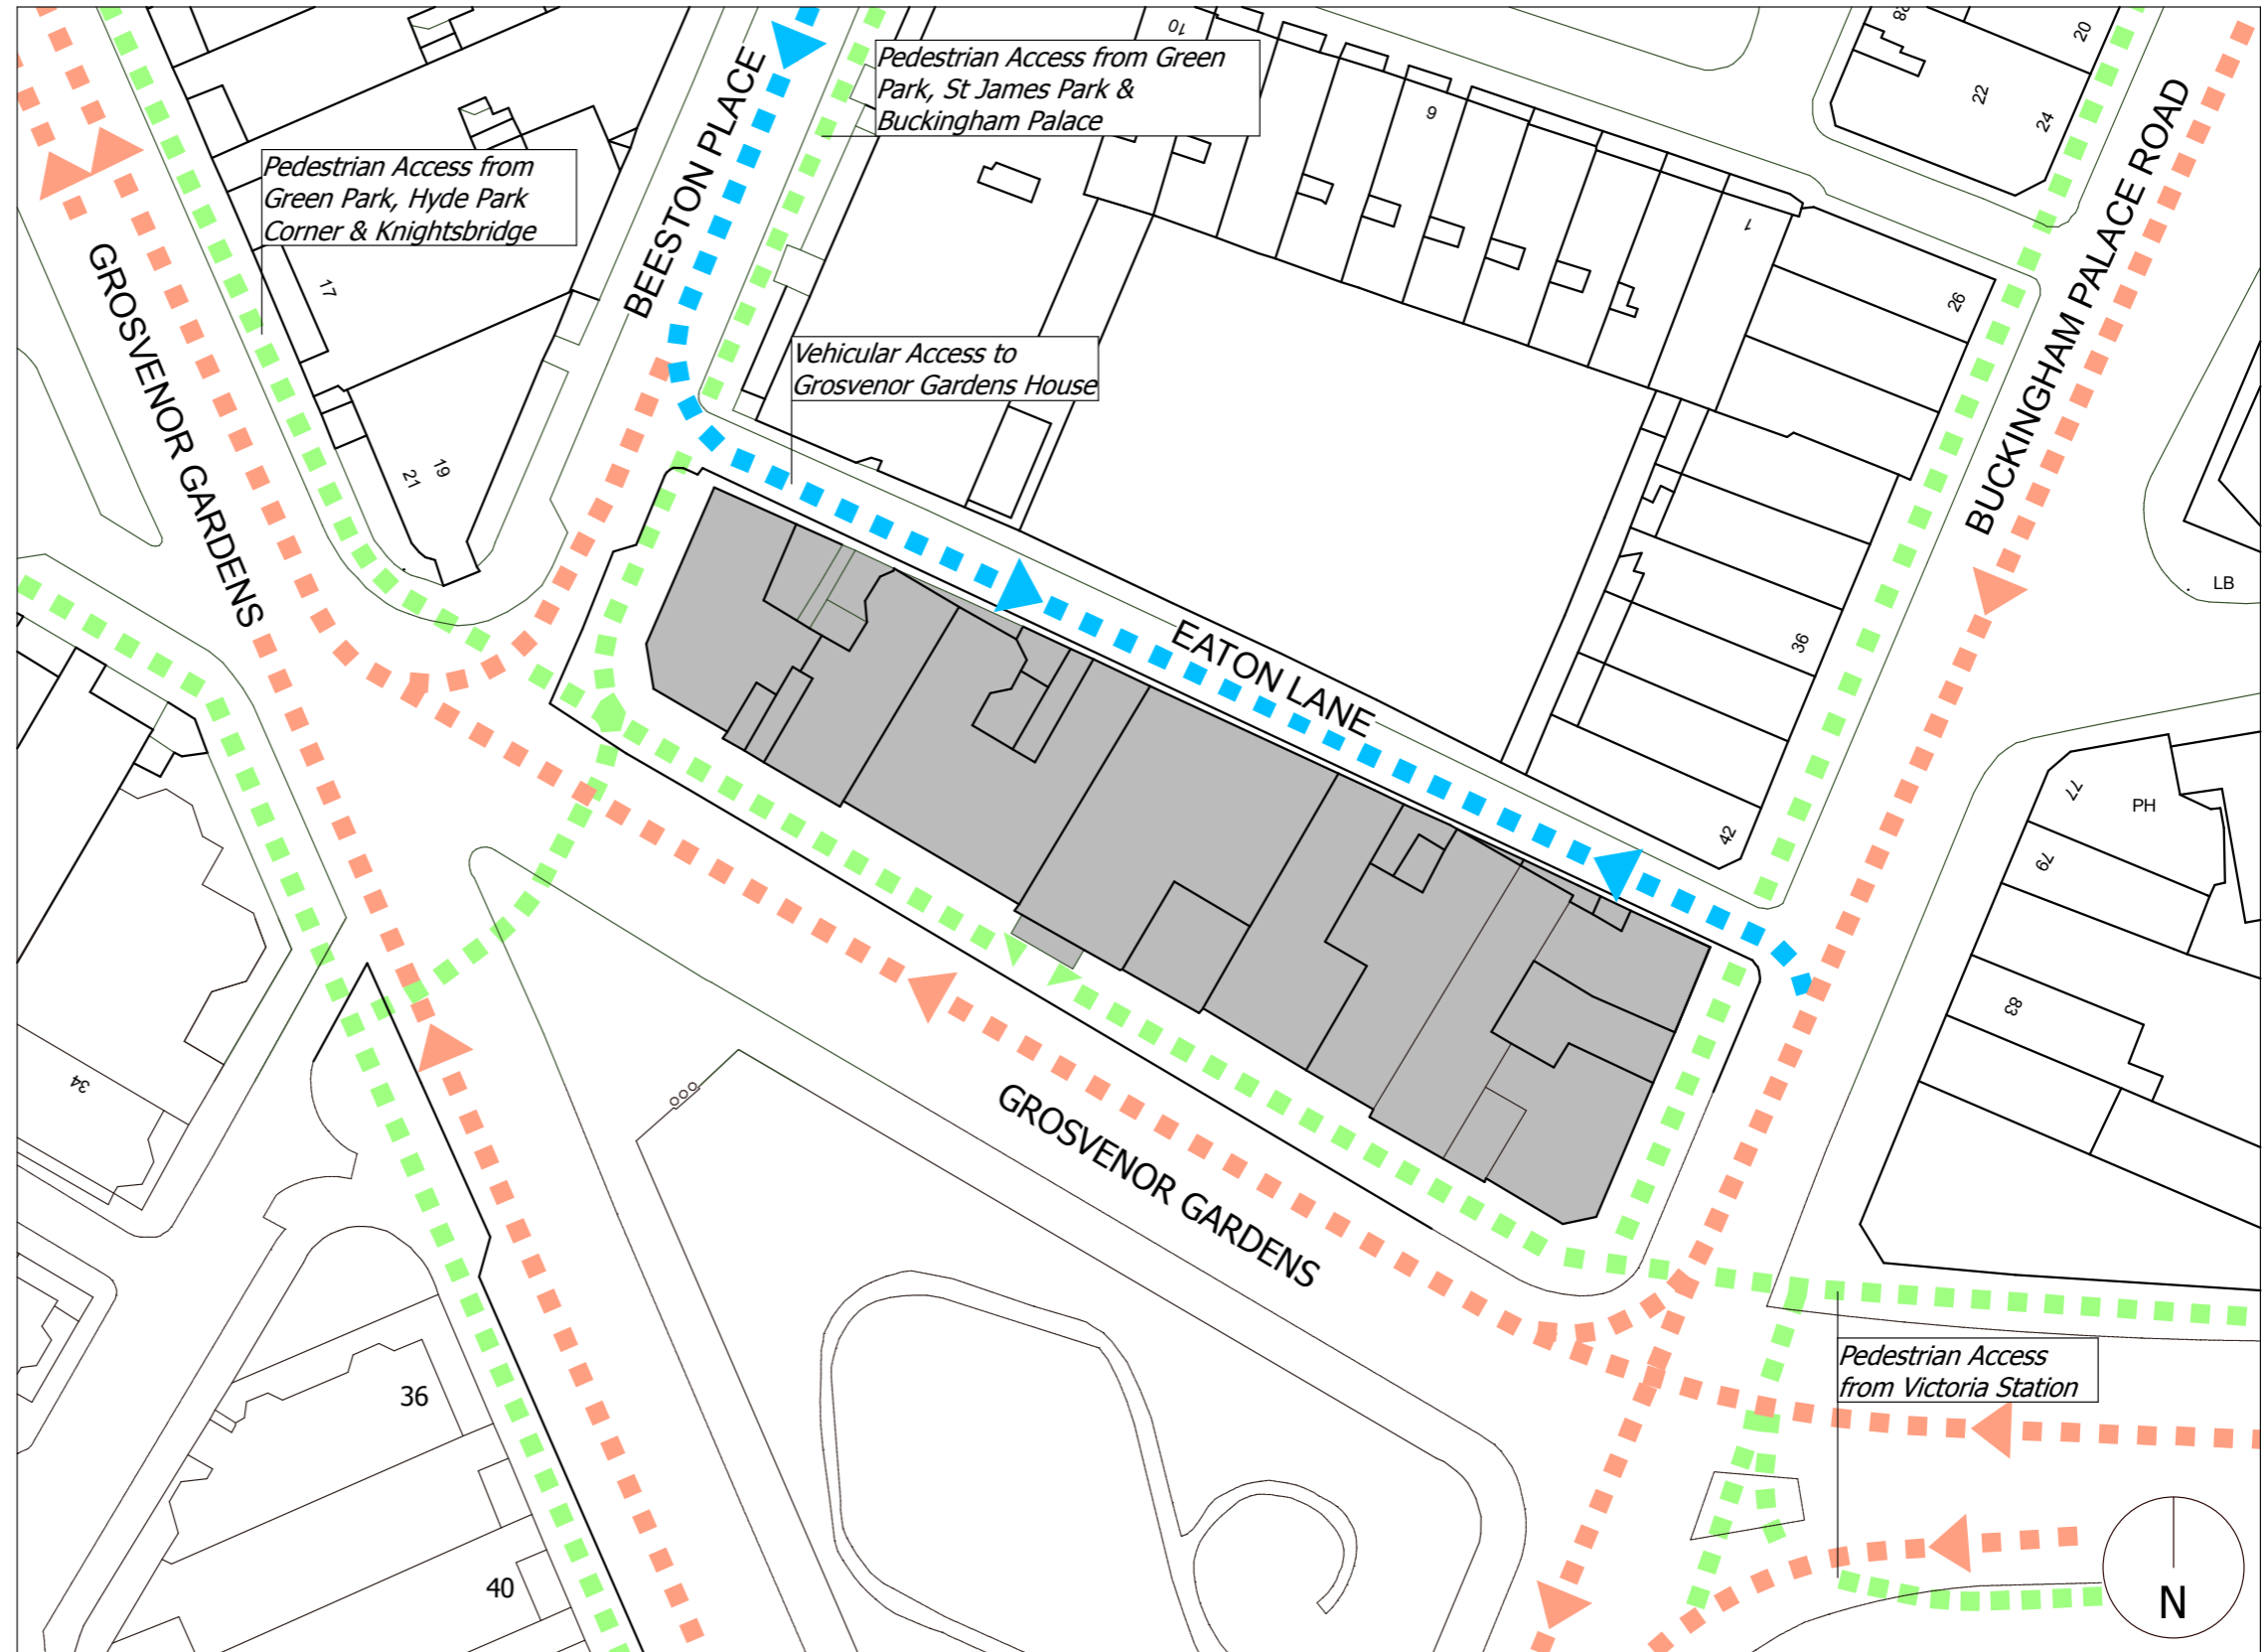 10
28
20
22
24
Pedestrian Access from Green
Park, St James Park &
Buckingham Palace
6
BEESTON PLACE
BUCKINGHAM PALACE ROAD
Pedestrian Access from
Green Park, Hyde Park
Corner & Knightsbridge
1
17
26
GROSVENOR GARDENS
Vehicular Access to
Grosvenor Gardens House
19
21
LB
EATON LANE
36
77
PH
42
79
83
34
GROSVENOR GARDENS
Pedestrian Access
from Victoria Station
36
40
N